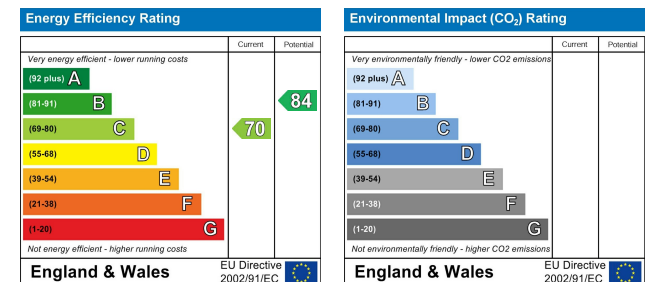 Energy Efficiency Rating
Current Potential
Very energy efficient - lower running costs
(92 plus) A
(81-91) B
84
(69-80) C
70
(55-68) D
(39-54) E
(21-38) F
(1-20) G
Not energy efficient - higher running costs
England & Wales
EU Directive
2002/91/EC
Environmental Impact (CO₂) Rating
Current Potential
Very environmentally friendly - lower CO2 emissions
(92 plus) A
(81-91) B
(69-80) C
(55-68) D
(39-54) E
(21-38) F
(1-20) G
Not environmentally friendly - higher CO2 emissions
England & Wales
EU Directive
2002/91/EC